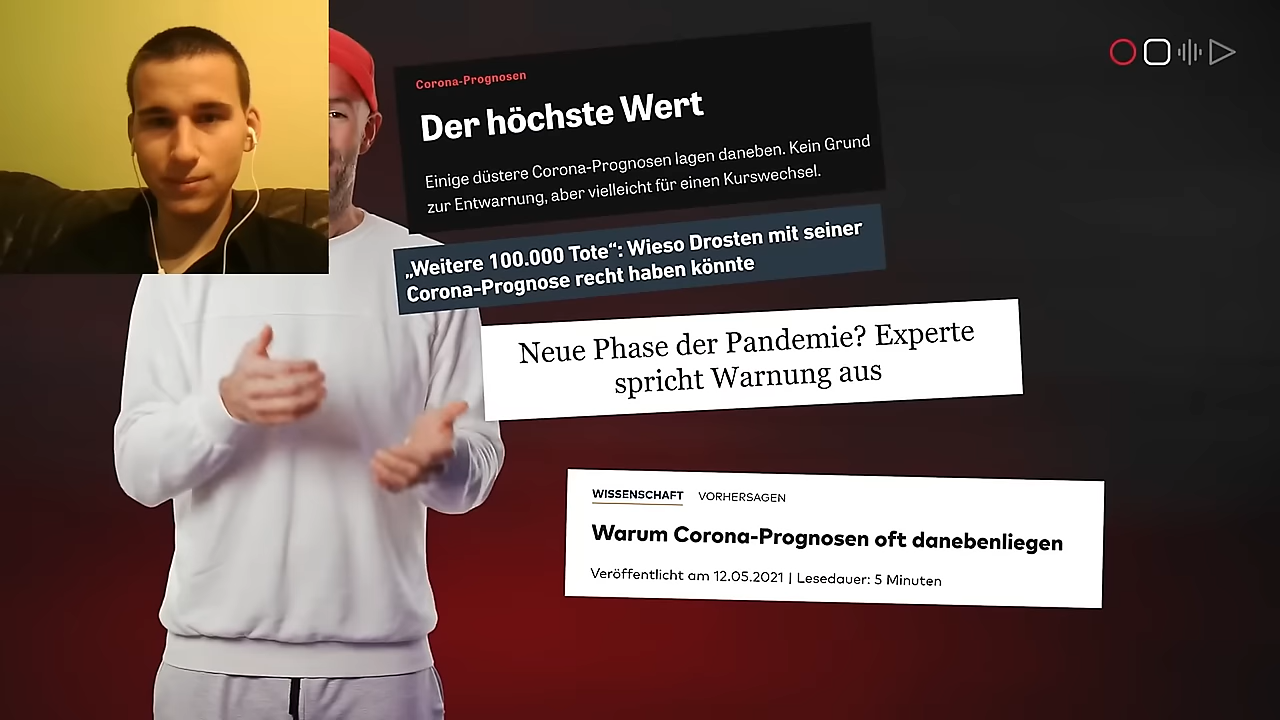 Corona-Prognosen
Der höchste Wert
Einige düstere Corona-Prognosen lagen daneben. Kein Grund
zur Entwarnung, aber vielleicht für einen Kurswechsel.
„Weitere 100.000 Tote“: Wieso Drosten mit seiner
Corona-Prognose recht haben könnte
Neue Phase der Pandemie? Experte
spricht Warnung aus
WISSENSCHAFT VORHERSAGEN
Warum Corona-Prognosen oft danebenliegen
Veröffentlicht am 12.05.2021 | Lesedauer: 5 Minuten